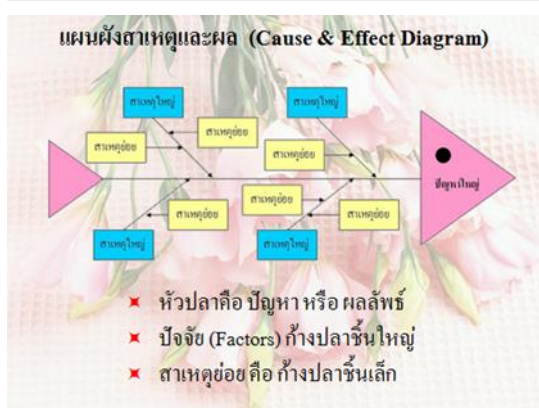 แผนผังสาเหตุและผล (Cause & Effect Diagram)
สาเหตุใหญ่
สาเหตุใหญ่
สาเหตุย่อย
สาเหตุย่อย
สาเหตุย่อย
สาเหตุย่อย
ปัญหาใหญ่
สาเหตุย่อย
สาเหตุย่อย
สาเหตุย่อย
สาเหตุใหญ่
สาเหตุใหญ่
หัวปลาคือ ปัญหา หรือ ผลลัพธ์
ปัจจัย (Factors) ก้างปลาชิ้นใหญ่
สาเหตุย่อย คือ ก้างปลาชิ้นเล็ก